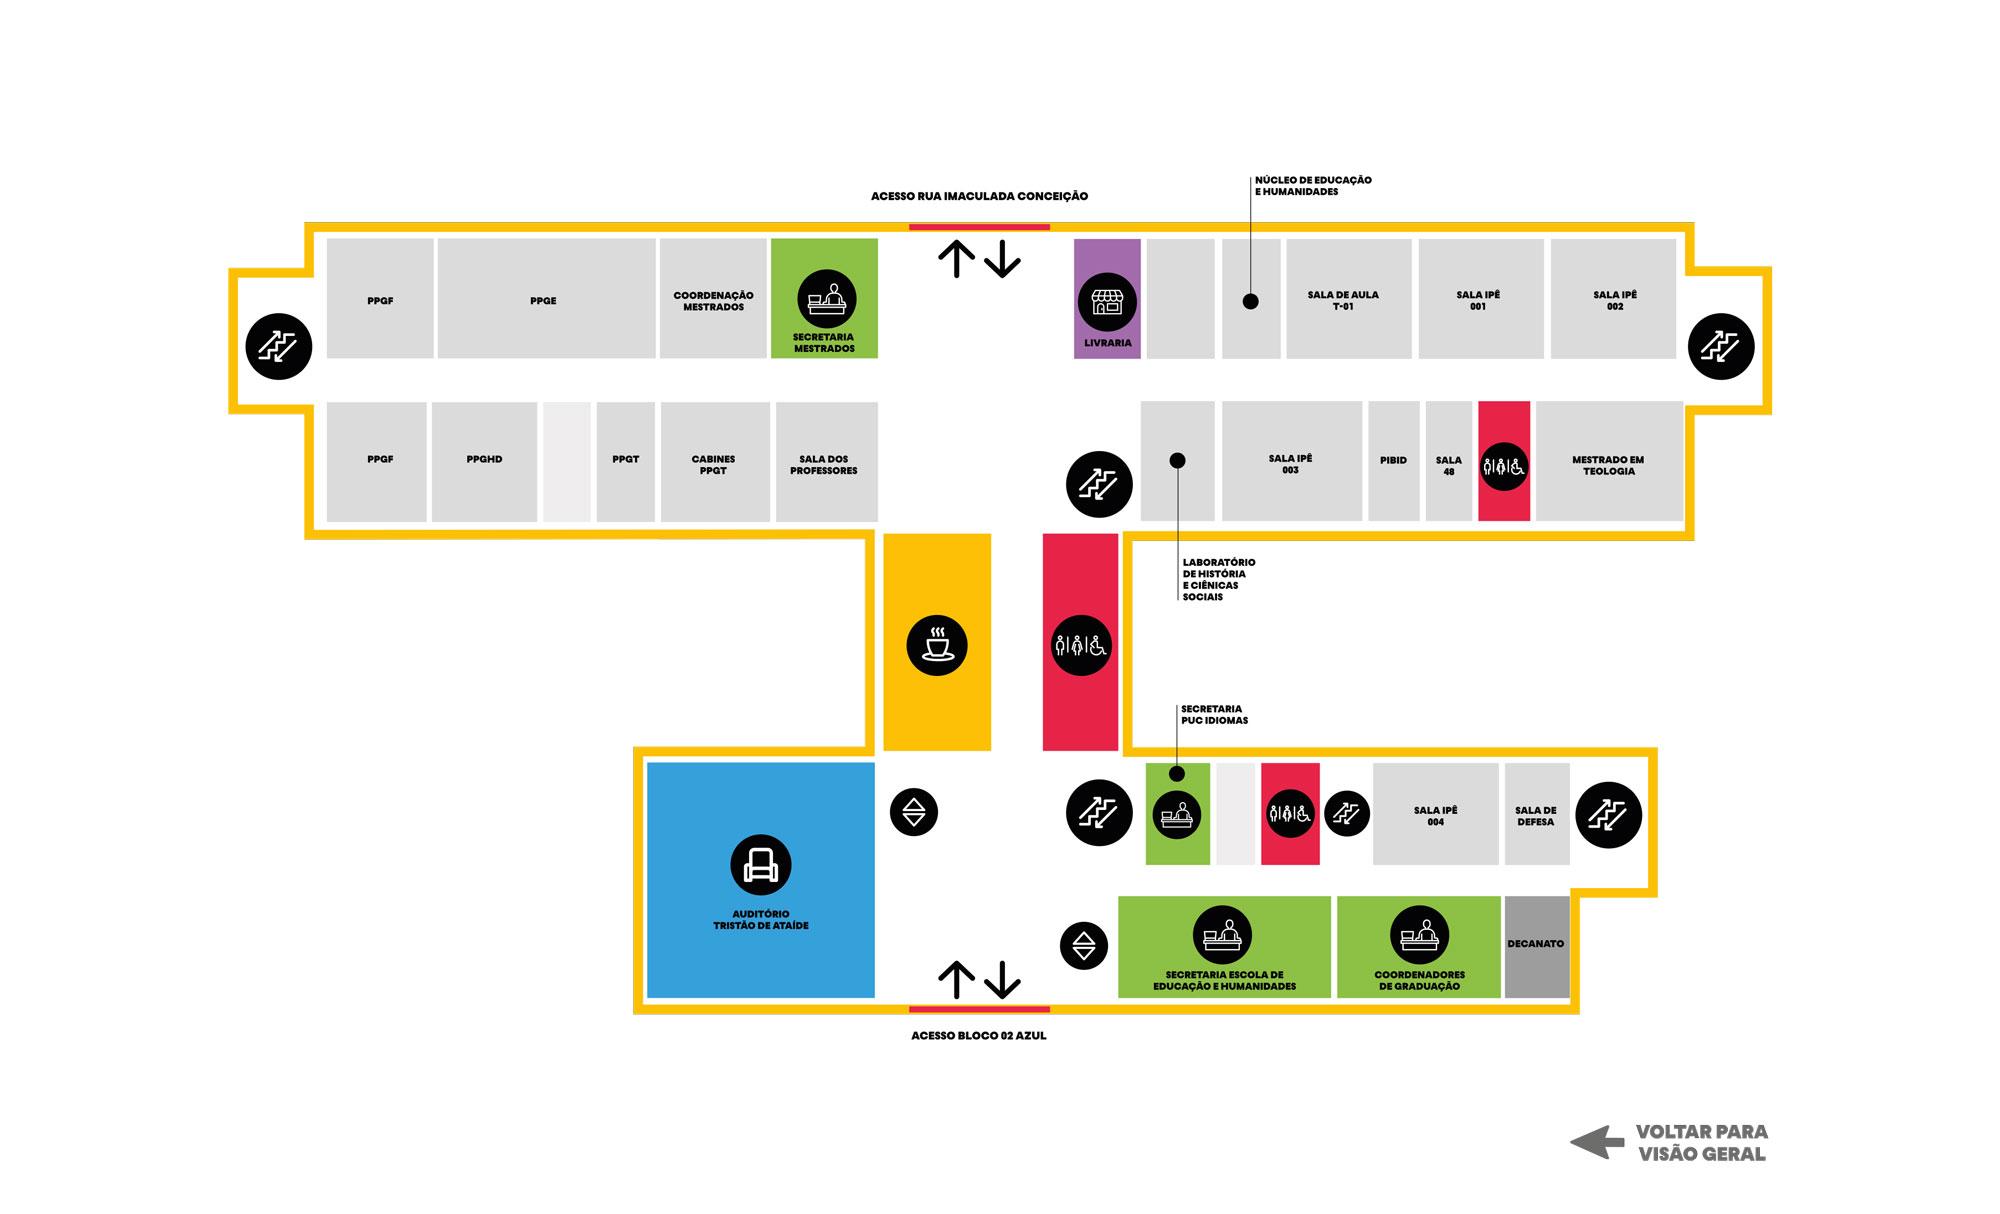 NÚCLEO DE EDUCAÇÃO
E HUMANIDADES
ACESSO RUA IMACULADA CONCEIÇÃO
PPGF
PPGE
COORDENAÇÃO
MESTRADOS
SECRETARIA
MESTRADOS
LIVRARIA
SALA DE AULA
T-01
SALA IPÊ
001
SALA IPÊ
002
PPGF
PPGHD
PPGT
CABINES
PPGT
SALA DOS
PROFESSORES
SALA IPÊ
003
PIBID
SALA
48
MESTRADO EM
TEOLOGIA
LABORATÓRIO
DE HISTÓRIA
E CIÊNICAS
SOCIAIS
SECRETARIA
PUC IDIOMAS
SALA IPÊ
004
SALA DE
DEFESA
AUDITÓRIO
TRISTÃO DE ATAÍDE
SECRETARIA ESCOLA DE
EDUCAÇÃO E HUMANIDADES
COORDENADORES
DE GRADUAÇÃO
DECANATO
ACESSO BLOCO 02 AZUL
VOLTAR PARA
VISÃO GERAL